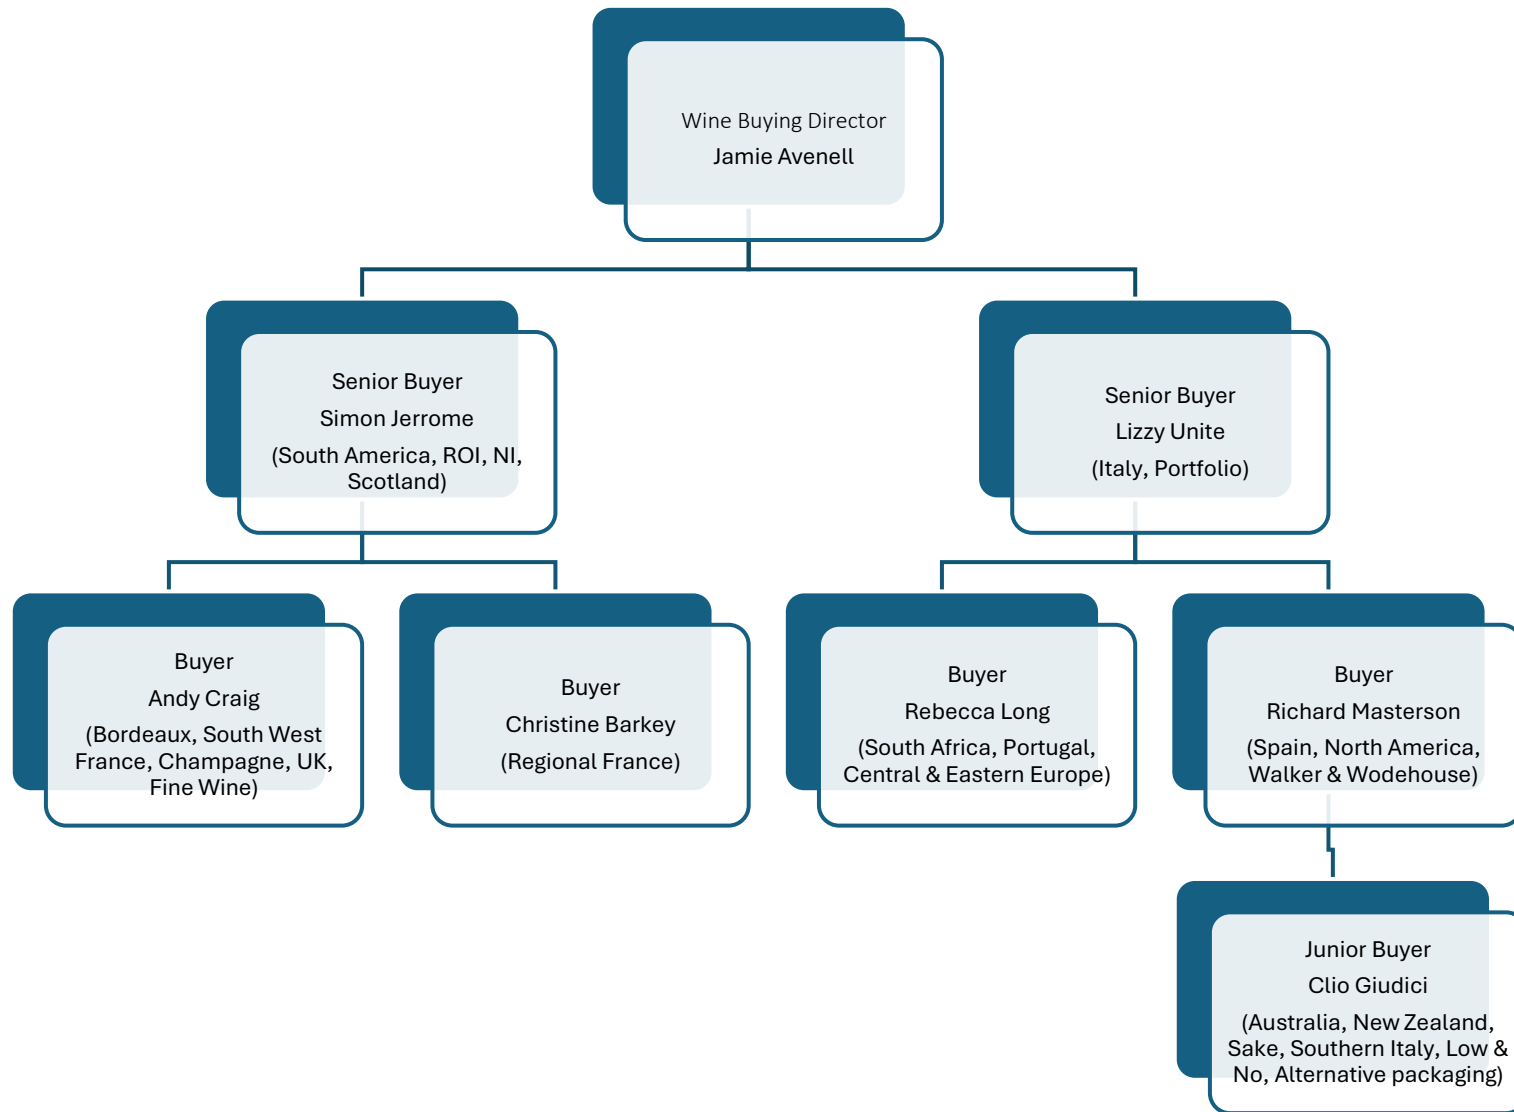 Wine Buying Director
Jamie Avenell
Senior Buyer
Simon Jerrome
(South America, ROI, NI,
Scotland)
Senior Buyer
Lizzy Unite
(Italy, Portfolio)
Buyer
Andy Craig
(Bordeaux, South West
France, Champagne, UK,
Fine Wine)
Buyer
Christine Barkey
(Regional France)
Buyer
Rebecca Long
(South Africa, Portugal,
Central & Eastern Europe)
Buyer
Richard Masterson
(Spain, North America,
Walker & Wodehouse)
Junior Buyer
Clio Giudici
(Australia, New Zealand,
Sake, Southern Italy, Low &
No, Alternative packaging)